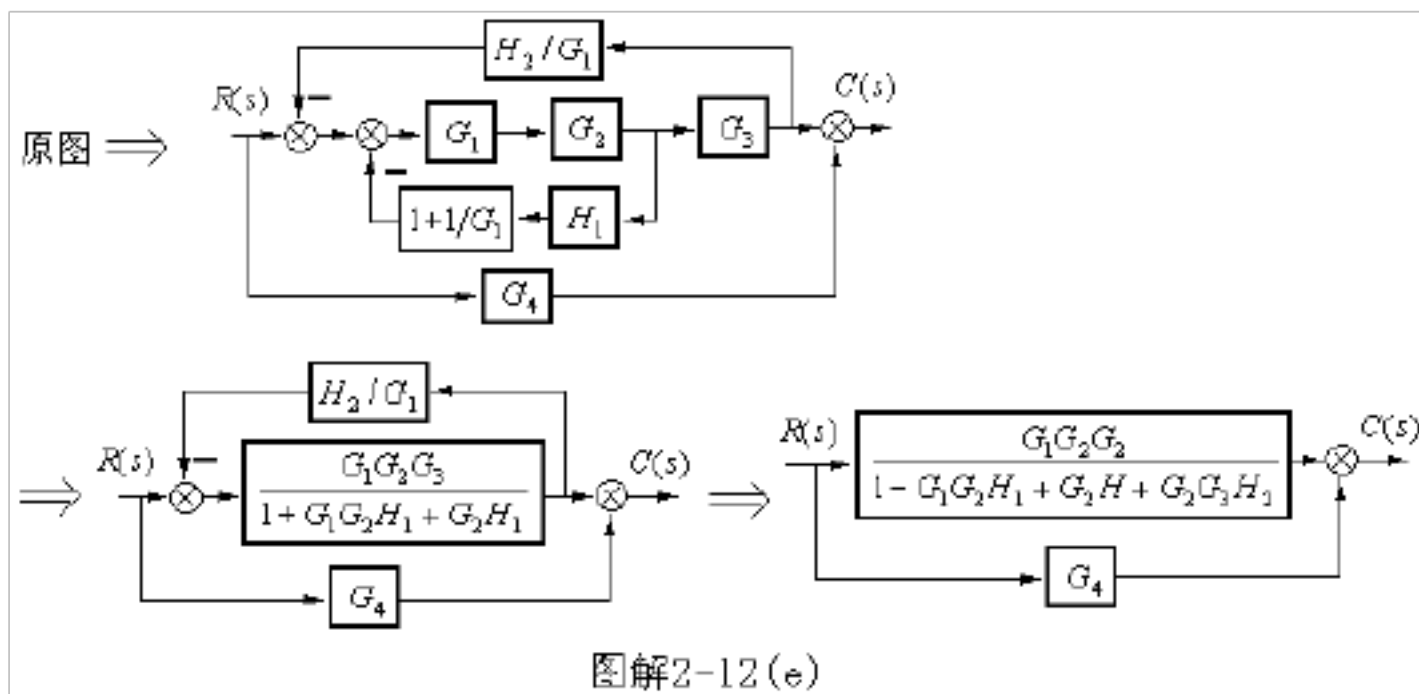 H₂/G₁
R(s)
C(s)
原图
G₁
G₂
G₃
1+1/G₁
H₁
G₄
H₂/G₁
R(s)
G₁G₂G₃
1+G₁G₂H₁+G₂H₁
C(s)
G₄
R(s)
G₁G₂G₂
1-G₁G₂H₁+G₂H+G₂G₃H₂
C(s)
G₄
图解2-12(e)